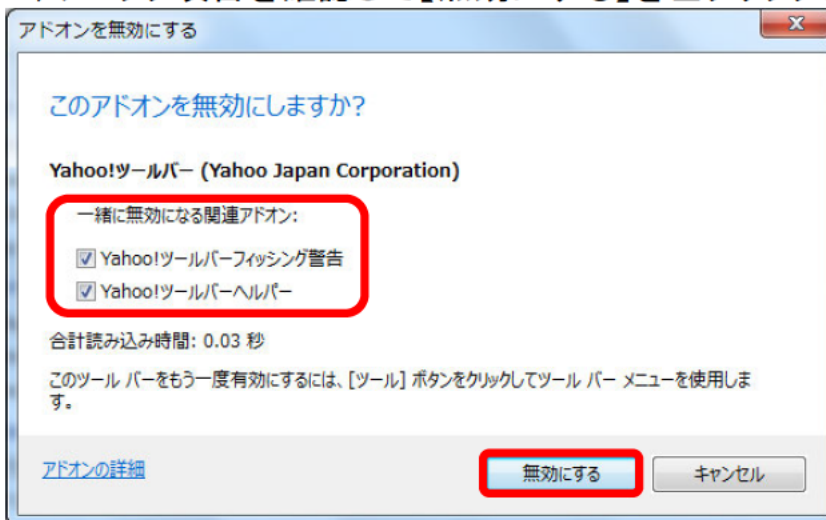 アドオンを無効にする
X
このアドオンを無効にしますか?
Yahoo!ツールバー (Yahoo Japan Corporation)
一緒に無効になる関連アドオン:
Yahoo!ツールバーフィッシング警告
Yahoo!ツールバーヘルパー
合計読み込み時間: 0.03 秒
このツール バーをもう一度有効にするには、[ツール] ボタンをクリックしてツール バー メニューを使用しま
す。
アドオンの詳細
無効にする
キャンセル